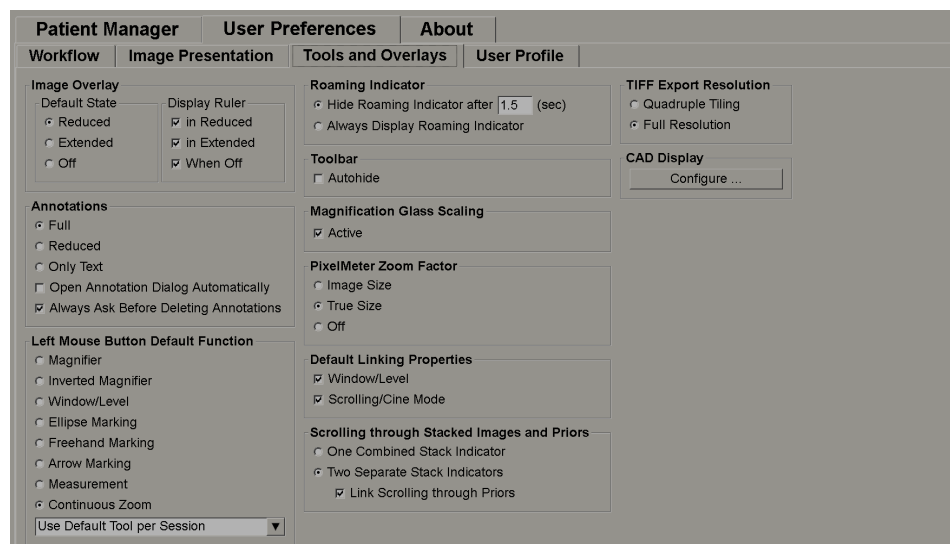 Patient Manager
User Preferences
About
Workflow
Image Presentation
Tools and Overlays
User Profile
Image Overlay
Default State
Reduced
Extended
Off
Display Ruler
in Reduced
in Extended
When Off
Annotations
Full
Reduced
Only Text
Open Annotation Dialog Automatically
Always Ask Before Deleting Annotations
Left Mouse Button Default Function
Magnifier
Inverted Magnifier
Window/Level
Ellipse Marking
Freehand Marking
Arrow Marking
Measurement
Continuous Zoom
Use Default Tool per Session
Roaming Indicator
Hide Roaming Indicator after 1.5 (sec)
Always Display Roaming Indicator
Toolbar
Autohide
Magnification Glass Scaling
Active
PixelMeter Zoom Factor
Image Size
True Size
Off
Default Linking Properties
Window/Level
Scrolling/Cine Mode
Scrolling through Stacked Images and Priors
One Combined Stack Indicator
Two Separate Stack Indicators
Link Scrolling through Priors
TIFF Export Resolution
Quadruple Tiling
Full Resolution
CAD Display
Configure ...